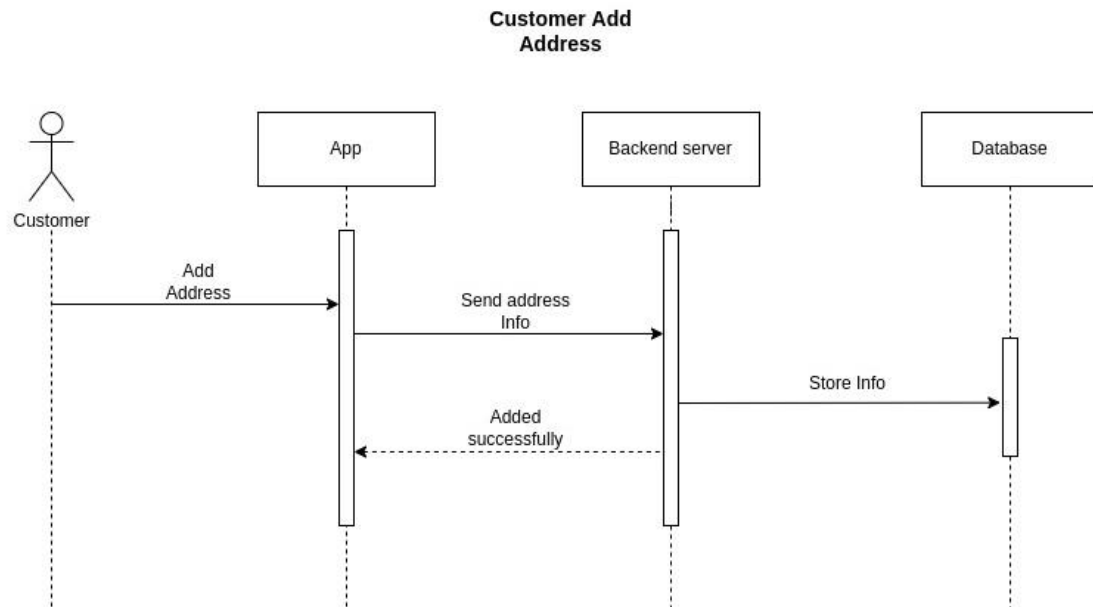 Customer Add
Address
App
Backend server
Database
Customer
Add
Address
Send address
Info
Store Info
Added
successfully